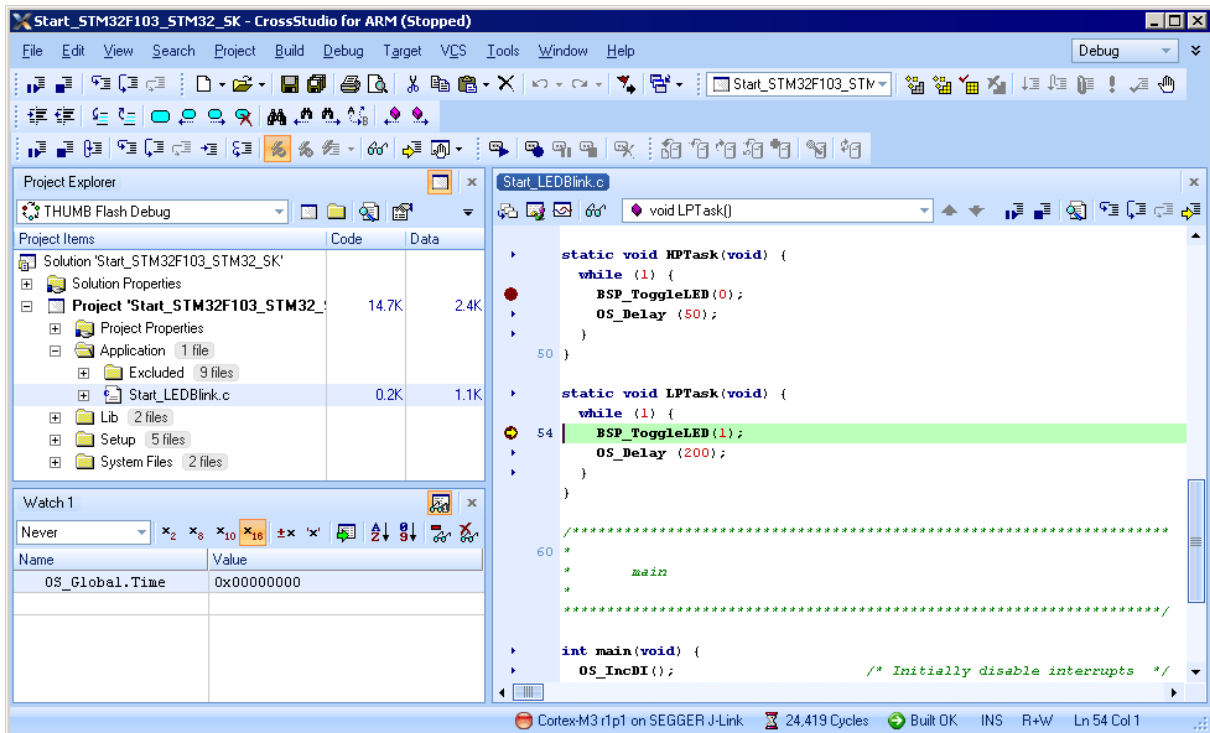 Start_STM32F103_STM32_SK - CrossStudio for ARM (Stopped)
File Edit View Search Project Build Debug Target VCS Tools Window Help Debug
Start_STM32F103_STM
Project Explorer
THUMB Flash Debug
Project Items Code Data
Solution 'Start_STM32F103_STM32_SK'
Solution Properties
Project 'Start_STM32F103_STM32_ 14.7K 2.4K
Project Properties
Application 1 file
Excluded 9 files
Start_LEDBlink.c 0.2K 1.1K
Lib 2 files
Setup 5 files
System Files 2 files
Watch 1
Never x2 x8 x10 x16 ±x 'x'
Name Value
OS_Global.Time 0x00000000
Start_LEDBlink.c
void LPTask()
static void HPTask(void) {
while (1) {
BSP_ToggleLED(0);
OS_Delay (50);
}
50 }
static void LPTask(void) {
while (1) {
54 BSP_ToggleLED(1);
OS_Delay (200);
}
}
/*********************************************************************
60 *
* main
*
*********************************************************************/
int main(void) {
OS_IncDI(); /* Initially disable interrupts */
Cortex-M3 r1p1 on SEGGER J-Link 24,419 Cycles Built OK INS R+W Ln 54 Col 1